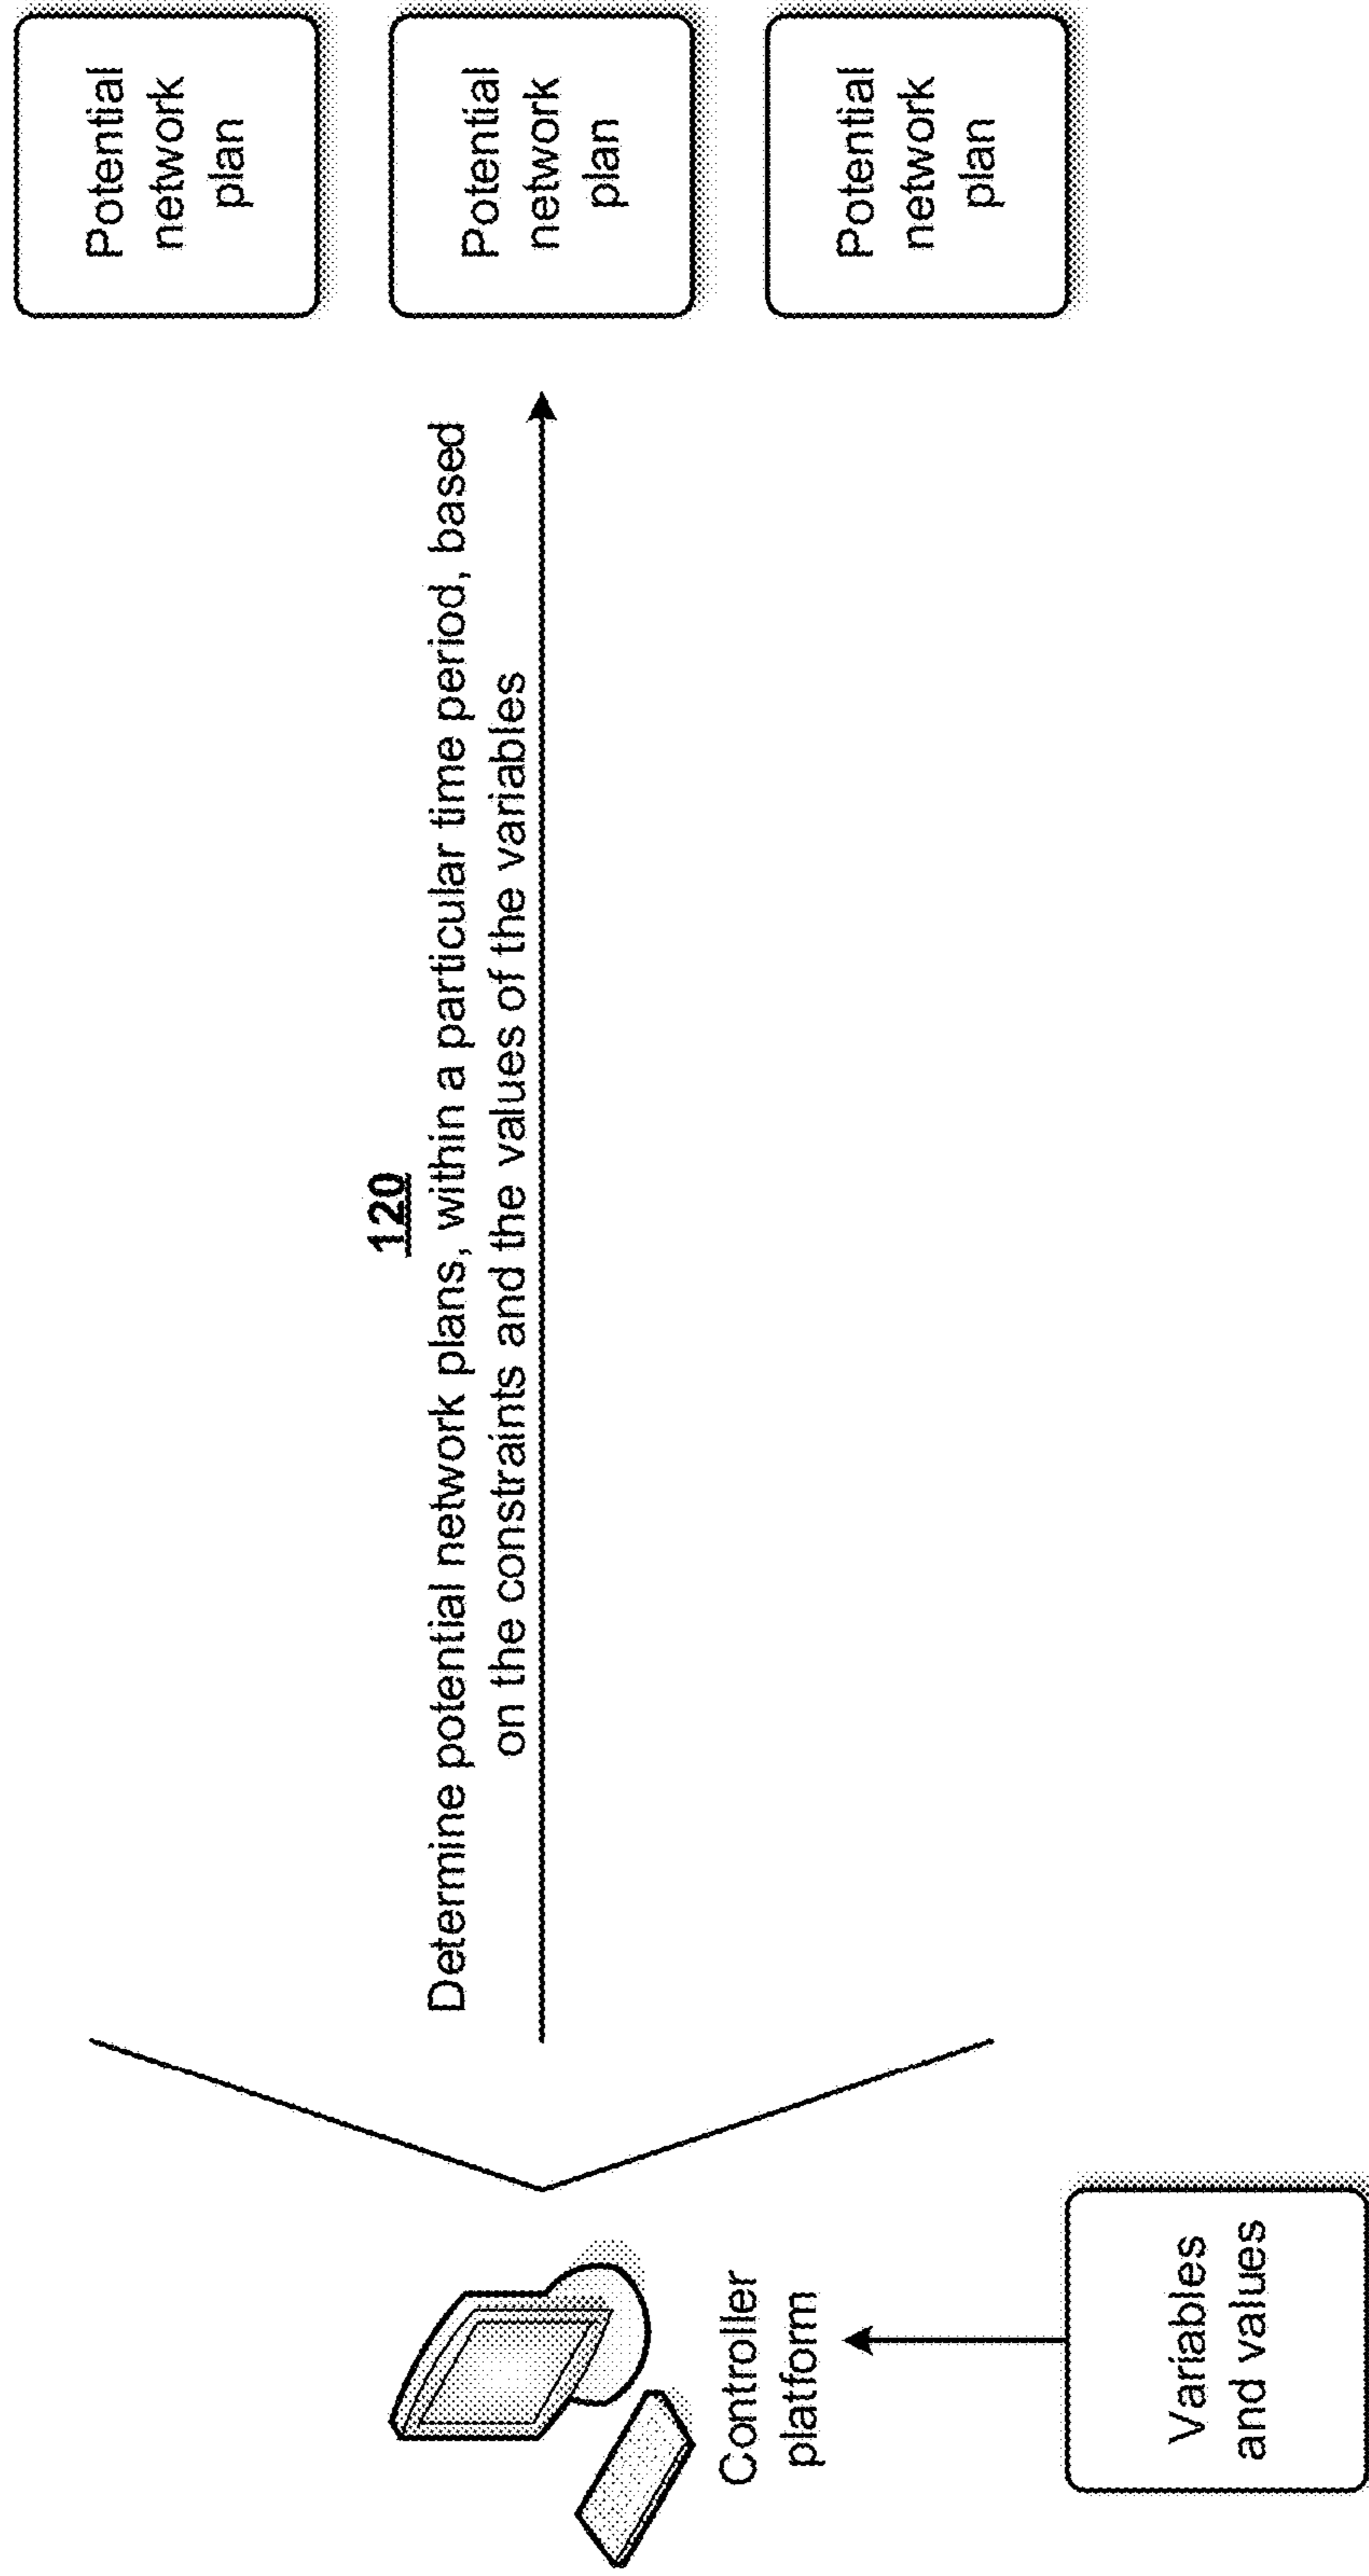 120
Determine potential network plans, within a particular time period, based
on the constraints and the values of the variables
Potential
network
plan
Potential
network
plan
Potential
network
plan
Controller
platform
Variables
and values